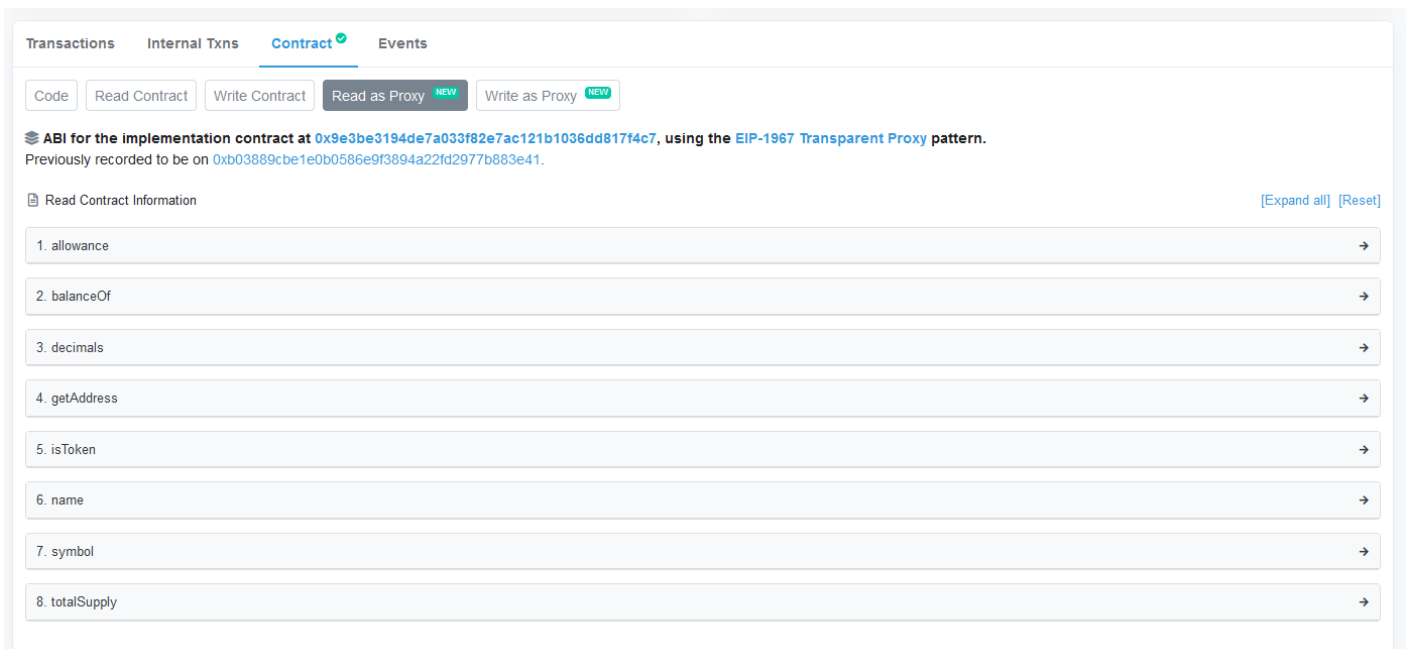 Transactions Internal Txns Contract Events
Code Read Contract Write Contract Read as Proxy NEW Write as Proxy NEW
ABI for the implementation contract at 0x9e3be3194de7a033f82e7ac121b1036dd817f4c7, using the EIP-1967 Transparent Proxy pattern.
Previously recorded to be on 0xb03889cbe1e0b0586e9f3894a22fd2977b883e41.
Read Contract Information [Expand all] [Reset]
1. allowance
2. balanceOf
3. decimals
4. getAddress
5. isToken
6. name
7. symbol
8. totalSupply